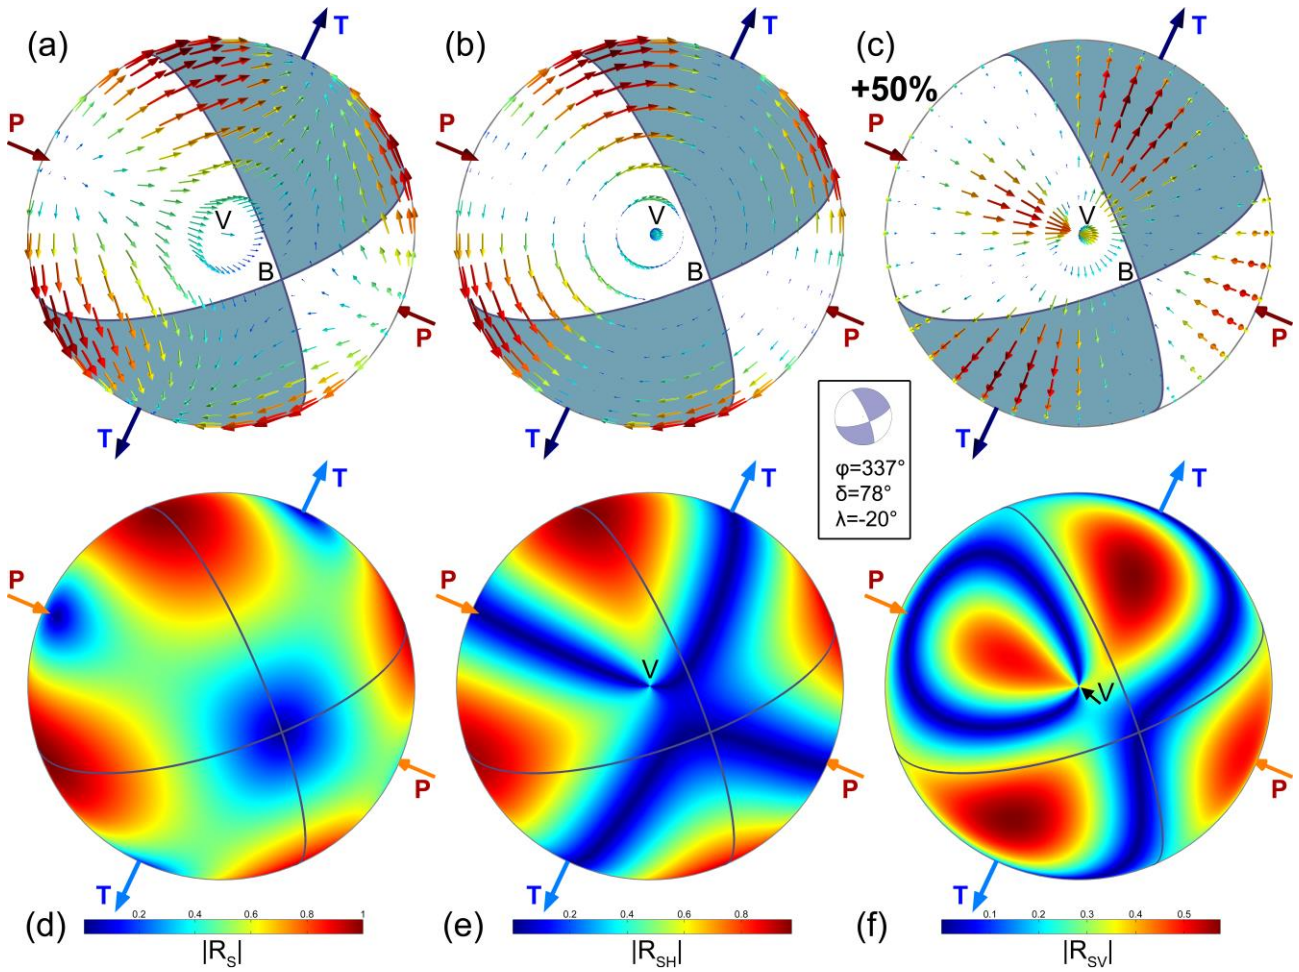 (a)
T
(b)
T
(c)
T
+50%
P
P
P
V
V
V
B
B
B
P
P
P
T
T
T
φ=337°
δ=78°
λ=-20°
T
T
T
P
P
P
V
V
P
P
P
T
T
T
(d)
0.2 0.4 0.6 0.8 1
|R_S|
(e)
0.2 0.4 0.6 0.8
|R_SH|
(f)
0.1 0.2 0.3 0.4 0.5
|R_SV|